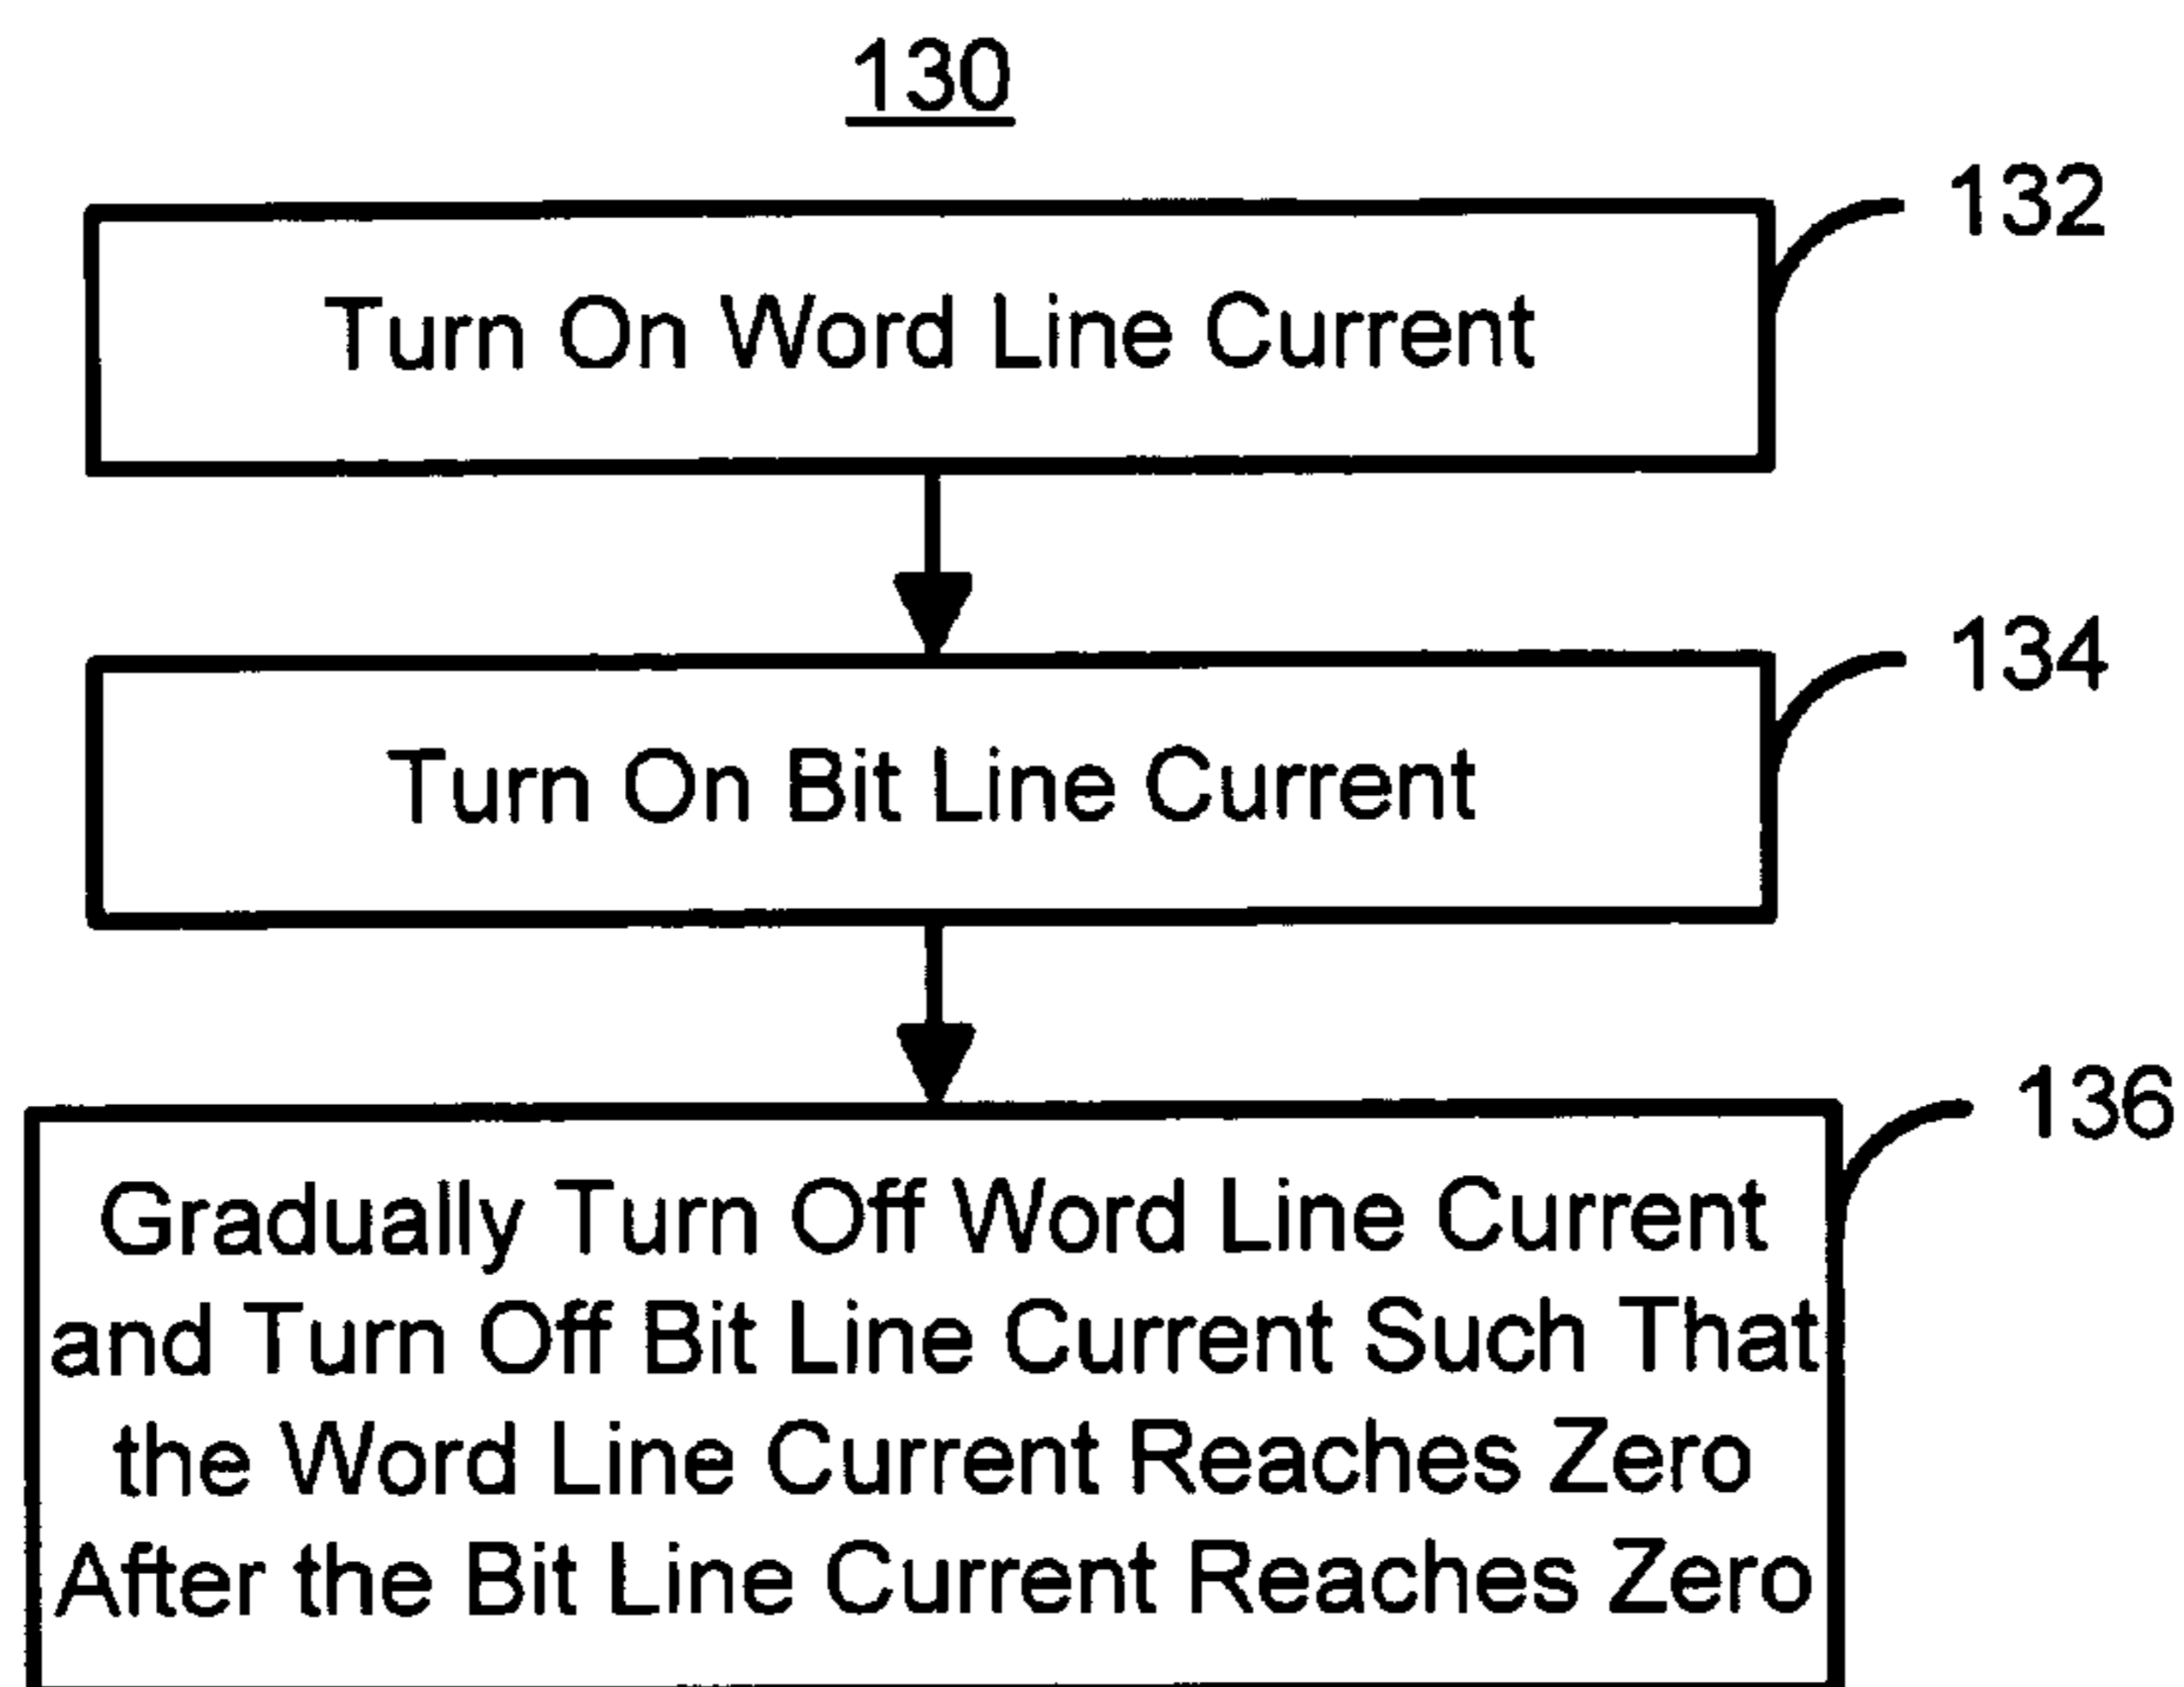 130
132
Turn On Word Line Current
134
Turn On Bit Line Current
136
Gradually Turn Off Word Line Current
and Turn Off Bit Line Current Such That
the Word Line Current Reaches Zero
After the Bit Line Current Reaches Zero